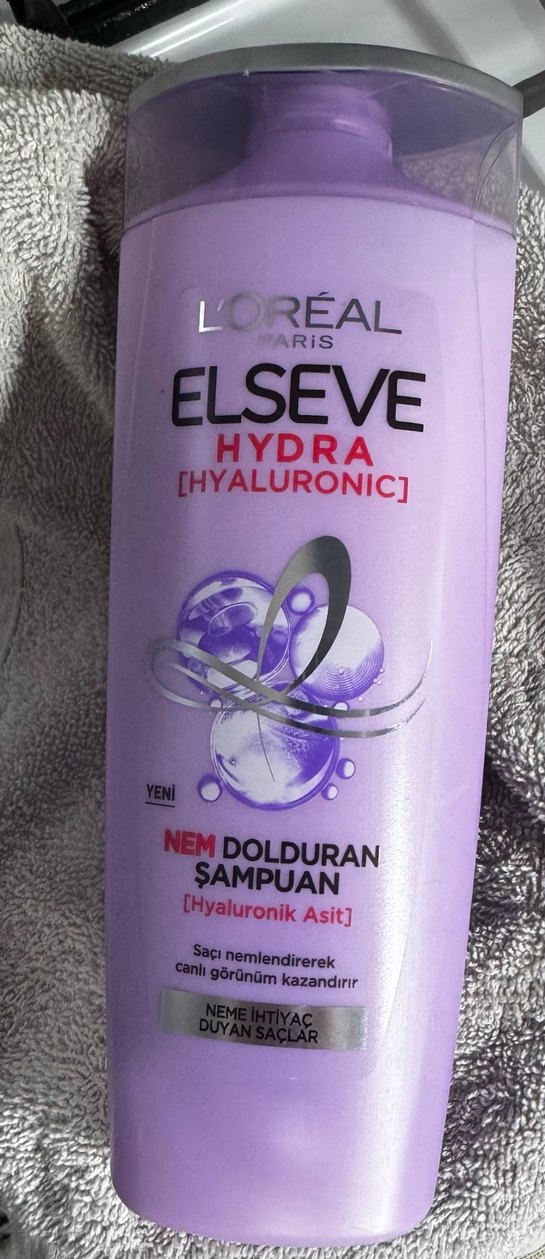 L'ORÉAL
PARiS
ELSEVE
HYDRA
[HYALURONIC]
YENİ
NEM DOLDURAN
ŞAMPUAN
[Hyaluronik Asit]
Saçı nemlendirerek
canlı görünüm kazandırır
NEME İHTİYAÇ
DUYAN SAÇLAR